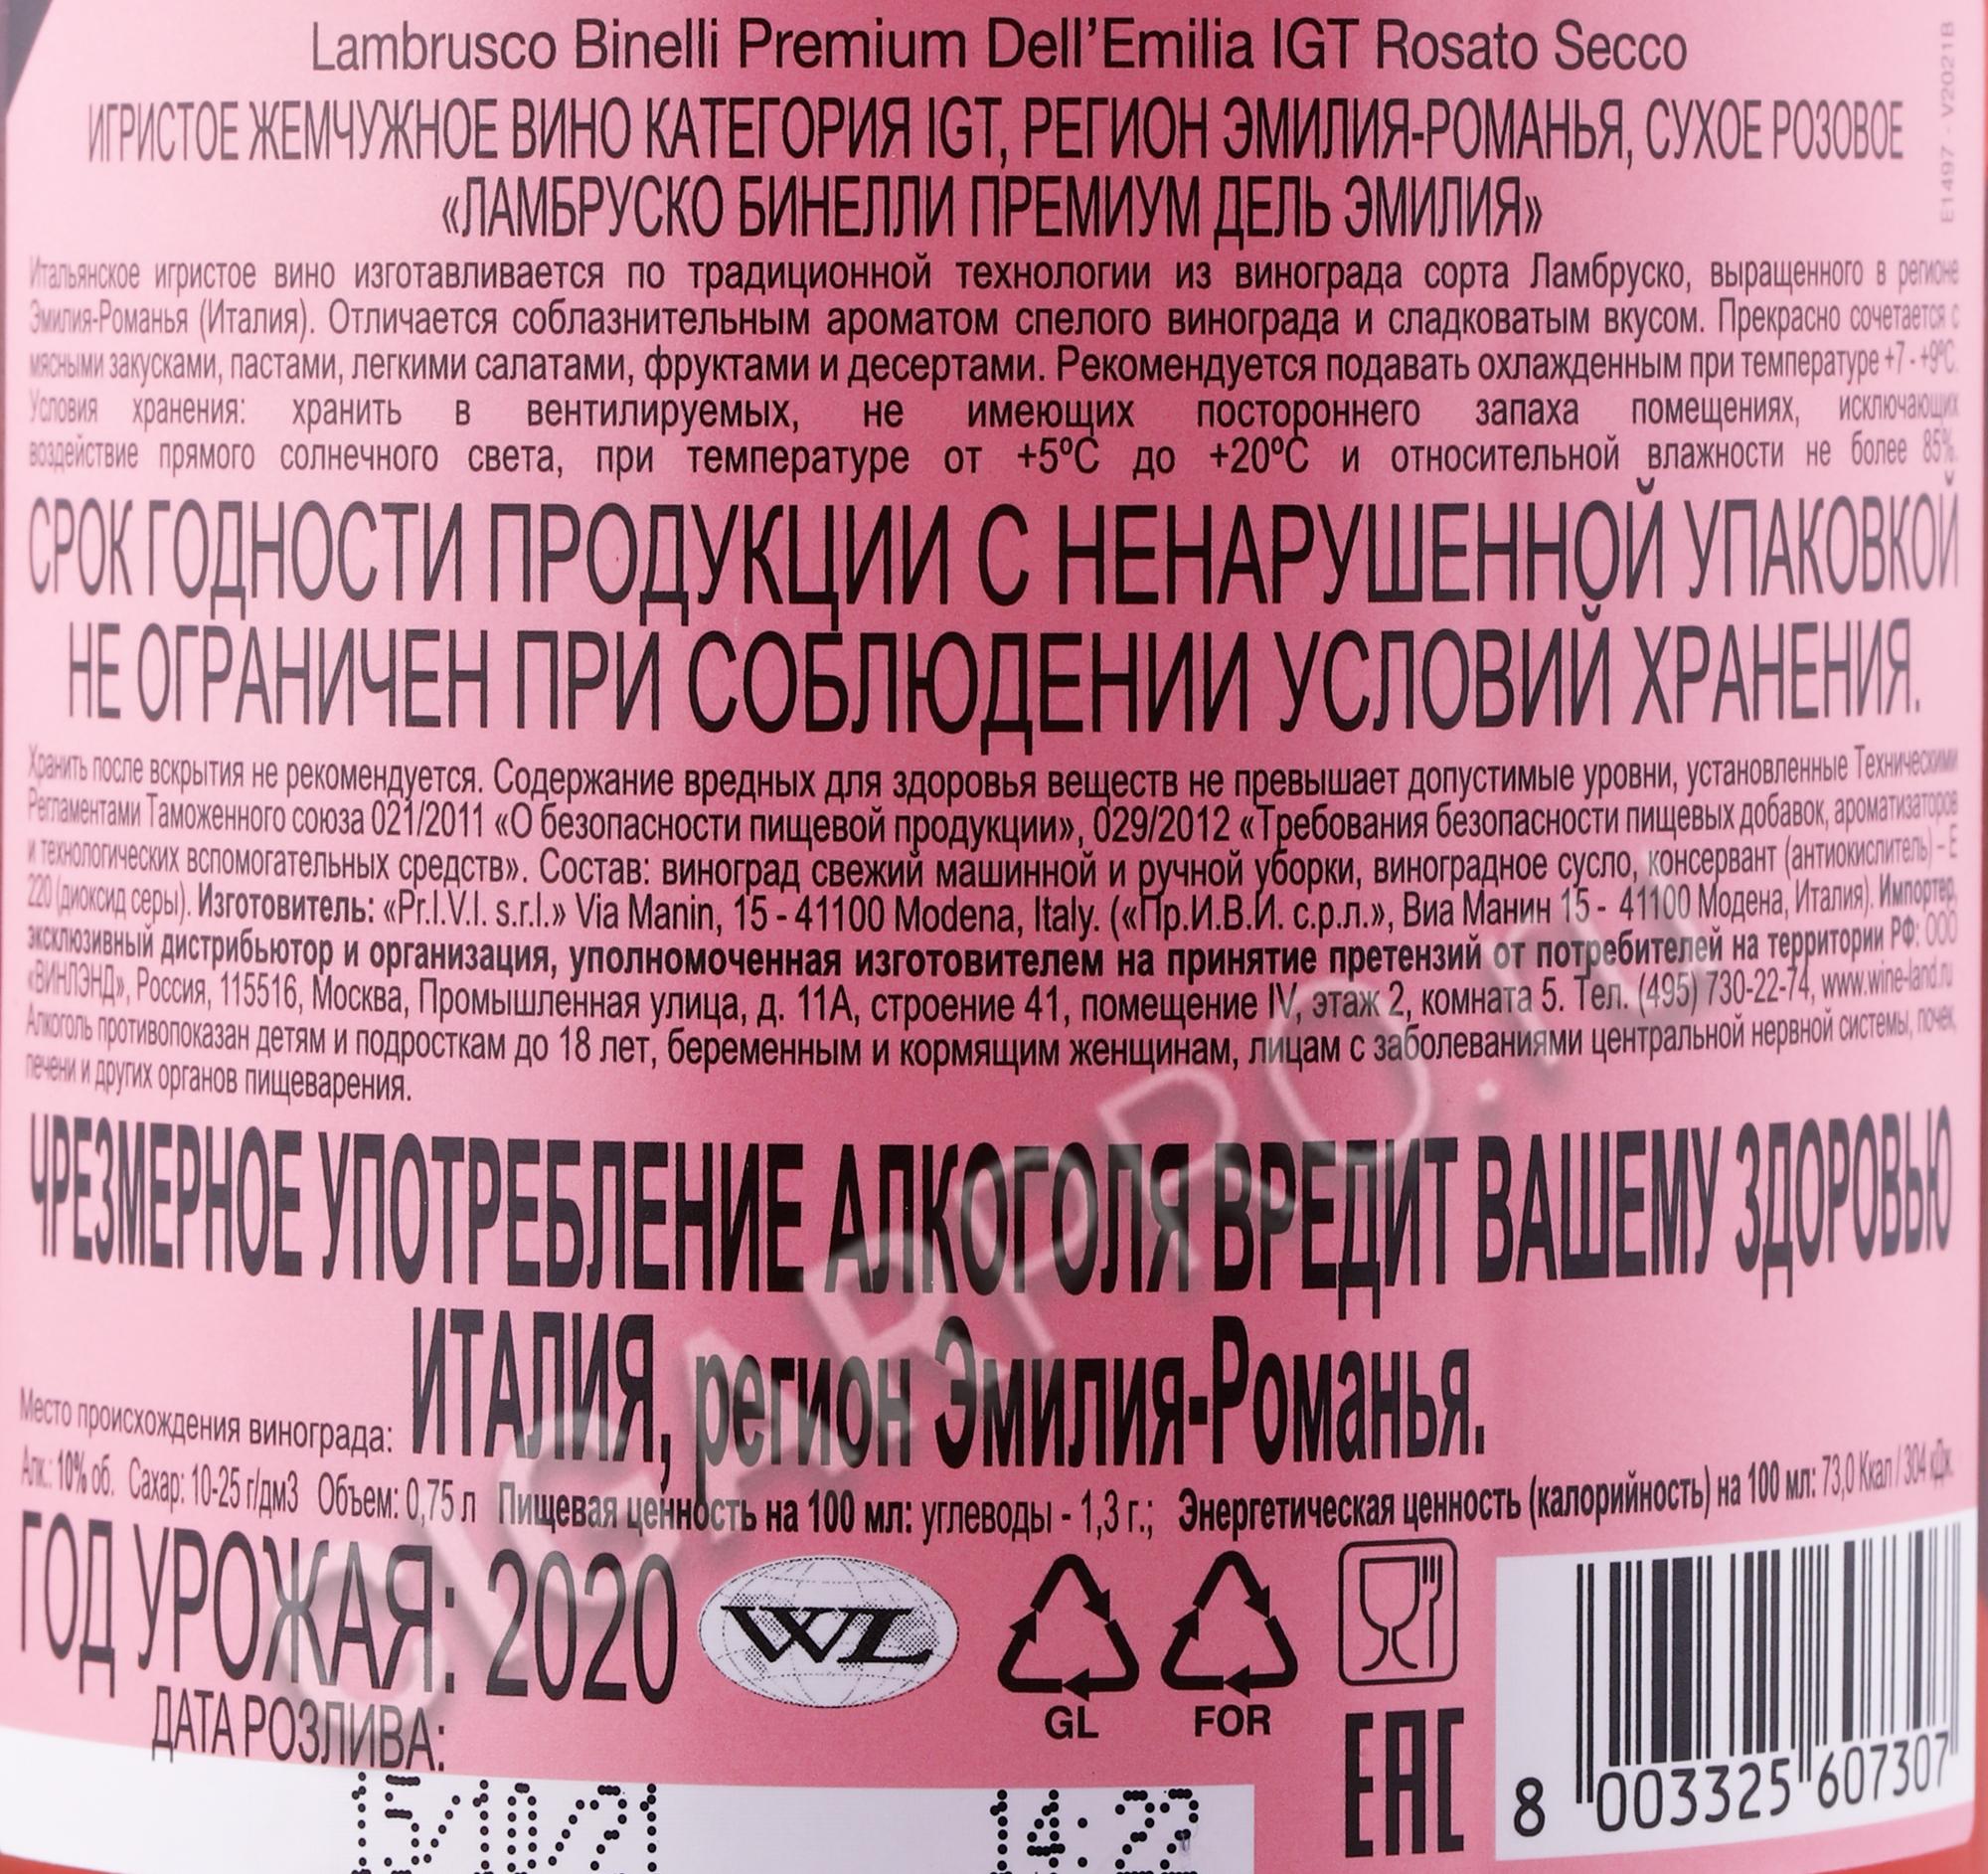 Lambrusco Binelli Premium Dell'Emilia IGT Rosato Secco
ИГРИСТОЕ ЖЕМЧУЖНОЕ ВИНО КАТЕГОРИЯ IGT, РЕГИОН ЭМИЛИЯ-РОМАНЬЯ, СУХОЕ РОЗОВОЕ
«ЛАМБРУСКО БИНЕЛЛИ ПРЕМИУМ ДЕЛЬ ЭМИЛИЯ»
E1497 - V2021B
Итальянское игристое вино изготавливается по традиционной технологии из винограда сорта Ламбруско, выращенного в регионе
Эмилия-Романья (Италия). Отличается соблазнительным ароматом спелого винограда и сладковатым вкусом. Прекрасно сочетается с
мясными закусками, пастами, легкими салатами, фруктами и десертами. Рекомендуется подавать охлажденным при температуре +7 - +9ºC.
Условия хранения: хранить в вентилируемых, не имеющих постороннего запаха помещениях, исключающих
воздействие прямого солнечного света, при температуре от +5ºC до +20ºC и относительной влажности не более 85%.
СРОК ГОДНОСТИ ПРОДУКЦИИ С НЕНАРУШЕННОЙ УПАКОВКОЙ
НЕ ОГРАНИЧЕН ПРИ СОБЛЮДЕНИИ УСЛОВИЙ ХРАНЕНИЯ.
Хранить после вскрытия не рекомендуется. Содержание вредных для здоровья веществ не превышает допустимые уровни, установленные Техническими
Регламентами Таможенного союза 021/2011 «О безопасности пищевой продукции», 029/2012 «Требования безопасности пищевых добавок, ароматизаторов
и технологических вспомогательных средств». Состав: виноград свежий машинной и ручной уборки, виноградное сусло, консервант (антиокислитель) – E
220 (диоксид серы). Изготовитель: «Pr.I.V.I. s.r.l.» Via Manin, 15 - 41100 Modena, Italy. («Пр.И.В.И. с.р.л.», Виа Манин 15 - 41100 Модена, Италия). Импортер,
эксклюзивный дистрибьютор и организация, уполномоченная изготовителем на принятие претензий от потребителей на территории РФ: ООО
«ВИНЛЭНД», Россия, 115516, Москва, Промышленная улица, д. 11А, строение 41, помещение IV, этаж 2, комната 5. Тел. (495) 730-22-74, www.wine-land.ru
Алкоголь противопоказан детям и подросткам до 18 лет, беременным и кормящим женщинам, лицам с заболеваниями центральной нервной системы, почек,
печени и других органов пищеварения.
ЧРЕЗМЕРНОЕ УПОТРЕБЛЕНИЕ АЛКОГОЛЯ ВРЕДИТ ВАШЕМУ ЗДОРОВЬЮ
Место происхождения винограда: ИТАЛИЯ, регион Эмилия-Романья.
Алк.: 10% об. Сахар: 10-25 г/дм3 Объем: 0,75 л Пищевая ценность на 100 мл: углеводы - 1,3 г.; Энергетическая ценность (калорийность) на 100 мл: 73,0 Ккал / 304 кДж.
ГОД УРОЖАЯ: 2020
WL
GL
FOR
ДАТА РОЗЛИВА:
15/10/21 14:22
EAC
8 003325 607307
CIGARPRO.ru